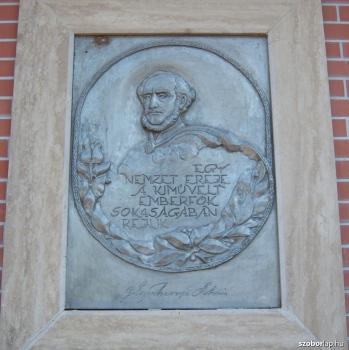 EGY
NEMZET EREJE
A KIMŰVELT
EMBERFŐK
SOKASÁGÁBAN
REJLIK
szoborlap.hu